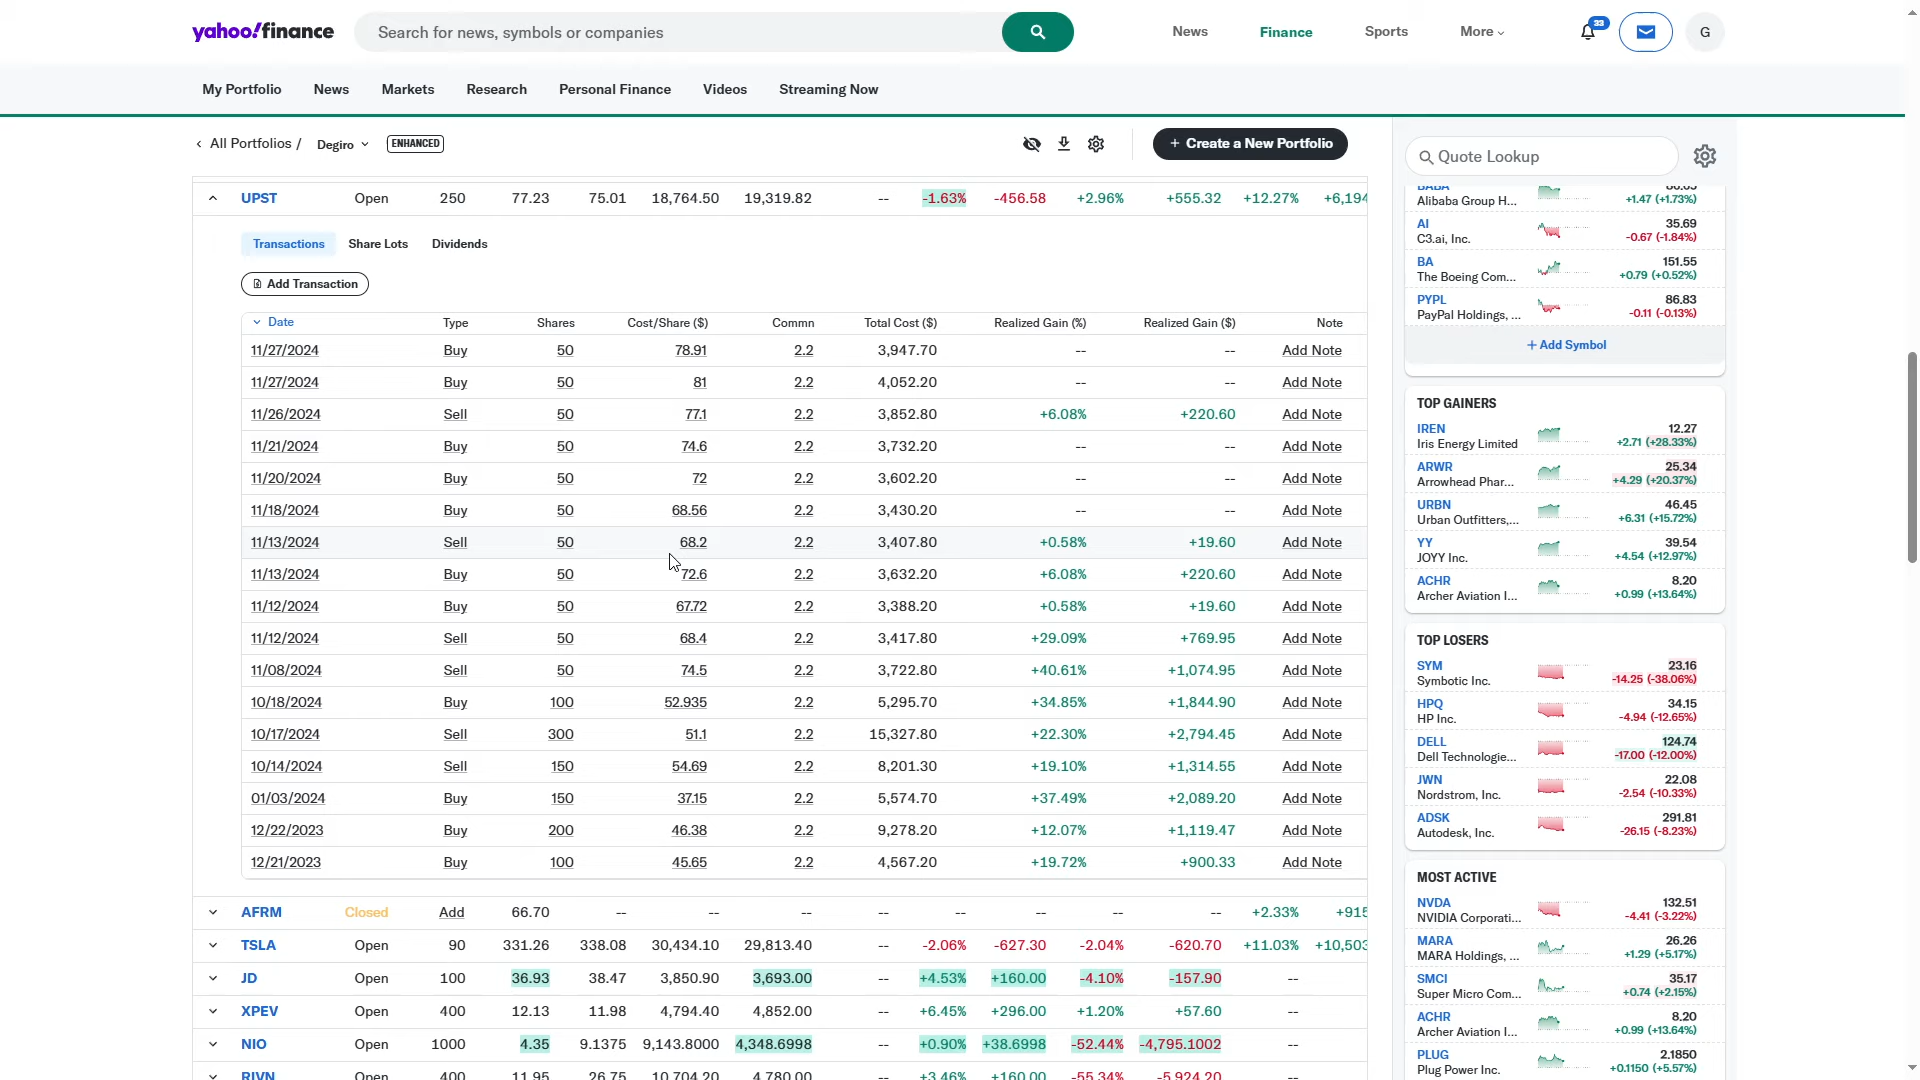 yahoo!finance Search for news, symbols or companies News Finance Sports More 33 G
My Portfolio News Markets Research Personal Finance Videos Streaming Now
All Portfolios / Degiro ENHANCED + Create a New Portfolio
UPST Open 250 77.23 75.01 18,764.50 19,319.82 -- -1.63% -456.58 +2.96% +555.32 +12.27% +6,194
Transactions Share Lots Dividends
Add Transaction
Date Type Shares Cost/Share ($) Commn Total Cost ($) Realized Gain (%) Realized Gain ($) Note
11/27/2024 Buy 50 78.91 2.2 3,947.70 -- -- Add Note
11/27/2024 Buy 50 81 2.2 4,052.20 -- -- Add Note
11/26/2024 Sell 50 77.1 2.2 3,852.80 +6.08% +220.60 Add Note
11/21/2024 Buy 50 74.6 2.2 3,732.20 -- -- Add Note
11/20/2024 Buy 50 72 2.2 3,602.20 -- -- Add Note
11/18/2024 Buy 50 68.56 2.2 3,430.20 -- -- Add Note
11/13/2024 Sell 50 68.2 2.2 3,407.80 +0.58% +19.60 Add Note
11/13/2024 Buy 50 72.6 2.2 3,632.20 +6.08% +220.60 Add Note
11/12/2024 Buy 50 67.72 2.2 3,388.20 +0.58% +19.60 Add Note
11/12/2024 Sell 50 68.4 2.2 3,417.80 +29.09% +769.95 Add Note
11/08/2024 Sell 50 74.5 2.2 3,722.80 +40.61% +1,074.95 Add Note
10/18/2024 Buy 100 52.935 2.2 5,295.70 +34.85% +1,844.90 Add Note
10/17/2024 Sell 300 51.1 2.2 15,327.80 +22.30% +2,794.45 Add Note
10/14/2024 Sell 150 54.69 2.2 8,201.30 +19.10% +1,314.55 Add Note
01/03/2024 Buy 150 37.15 2.2 5,574.70 +37.49% +2,089.20 Add Note
12/22/2023 Buy 200 46.38 2.2 9,278.20 +12.07% +1,119.47 Add Note
12/21/2023 Buy 100 45.65 2.2 4,567.20 +19.72% +900.33 Add Note
AFRM Closed Add 66.70 -- -- -- -- -- -- -- -- +2.33% +915
TSLA Open 90 331.26 338.08 30,434.10 29,813.40 -- -2.06% -627.30 -2.04% -620.70 +11.03% +10,503
JD Open 100 36.93 38.47 3,850.90 3,693.00 -- +4.53% +160.00 -4.10% -157.90 --
XPEV Open 400 12.13 11.98 4,794.40 4,852.00 -- +6.45% +296.00 +1.20% +57.60 --
NIO Open 1000 4.35 9.1375 9,143.8000 4,348.6998 -- +0.90% +38.6998 -52.44% -4,795.1002 --
RIVN Open 400 11.95 26.75 10,704.20 4,780.00 -- +3.46% +160.00 -55.34% -5,924.20 --
Quote Lookup
BABA 86.65
Alibaba Group H... +1.47 (+1.73%)
AI 35.69
C3.ai, Inc. -0.67 (-1.84%)
BA 151.55
The Boeing Com... +0.79 (+0.52%)
PYPL 86.83
PayPal Holdings, ... -0.11 (-0.13%)
+ Add Symbol
TOP GAINERS
IREN 12.27
Iris Energy Limited +2.71 (+28.33%)
ARWR 25.34
Arrowhead Phar... +4.29 (+20.37%)
URBN 46.45
Urban Outfitters,... +6.31 (+15.72%)
YY 39.54
JOYY Inc. +4.54 (+12.97%)
ACHR 8.20
Archer Aviation I... +0.99 (+13.64%)
TOP LOSERS
SYM 23.16
Symbotic Inc. -14.25 (-38.06%)
HPQ 34.15
HP Inc. -4.94 (-12.65%)
DELL 124.74
Dell Technologie... -17.00 (-12.00%)
JWN 22.08
Nordstrom, Inc. -2.54 (-10.33%)
ADSK 291.81
Autodesk, Inc. -26.15 (-8.23%)
MOST ACTIVE
NVDA 132.51
NVIDIA Corporati... -4.41 (-3.22%)
MARA 26.26
MARA Holdings, ... +1.29 (+5.17%)
SMCI 35.17
Super Micro Com... +0.74 (+2.15%)
ACHR 8.20
Archer Aviation I... +0.99 (+13.64%)
PLUG 2.1850
Plug Power Inc. +0.1150 (+5.57%)